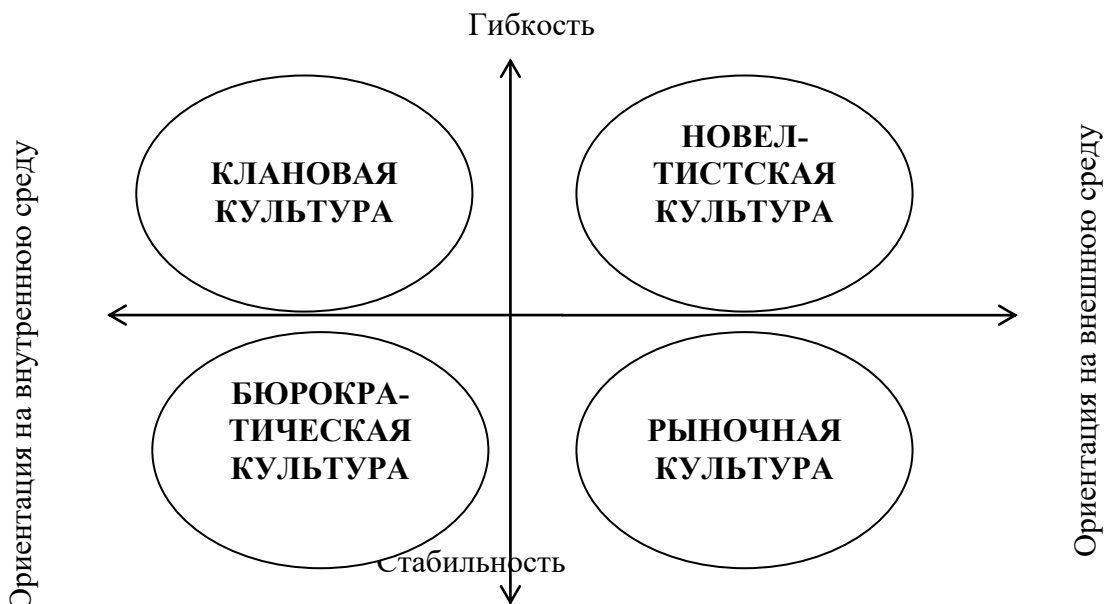 Гибкость
Ориентация на внутреннюю среду
КЛАНОВАЯ
КУЛЬТУРА
НОВЕЛ-
ТИСТСКАЯ
КУЛЬТУРА
Ориентация на внешнюю среду
БЮРОКРА-
ТИЧЕСКАЯ
КУЛЬТУРА
РЫНОЧНАЯ
КУЛЬТУРА
Стабильность